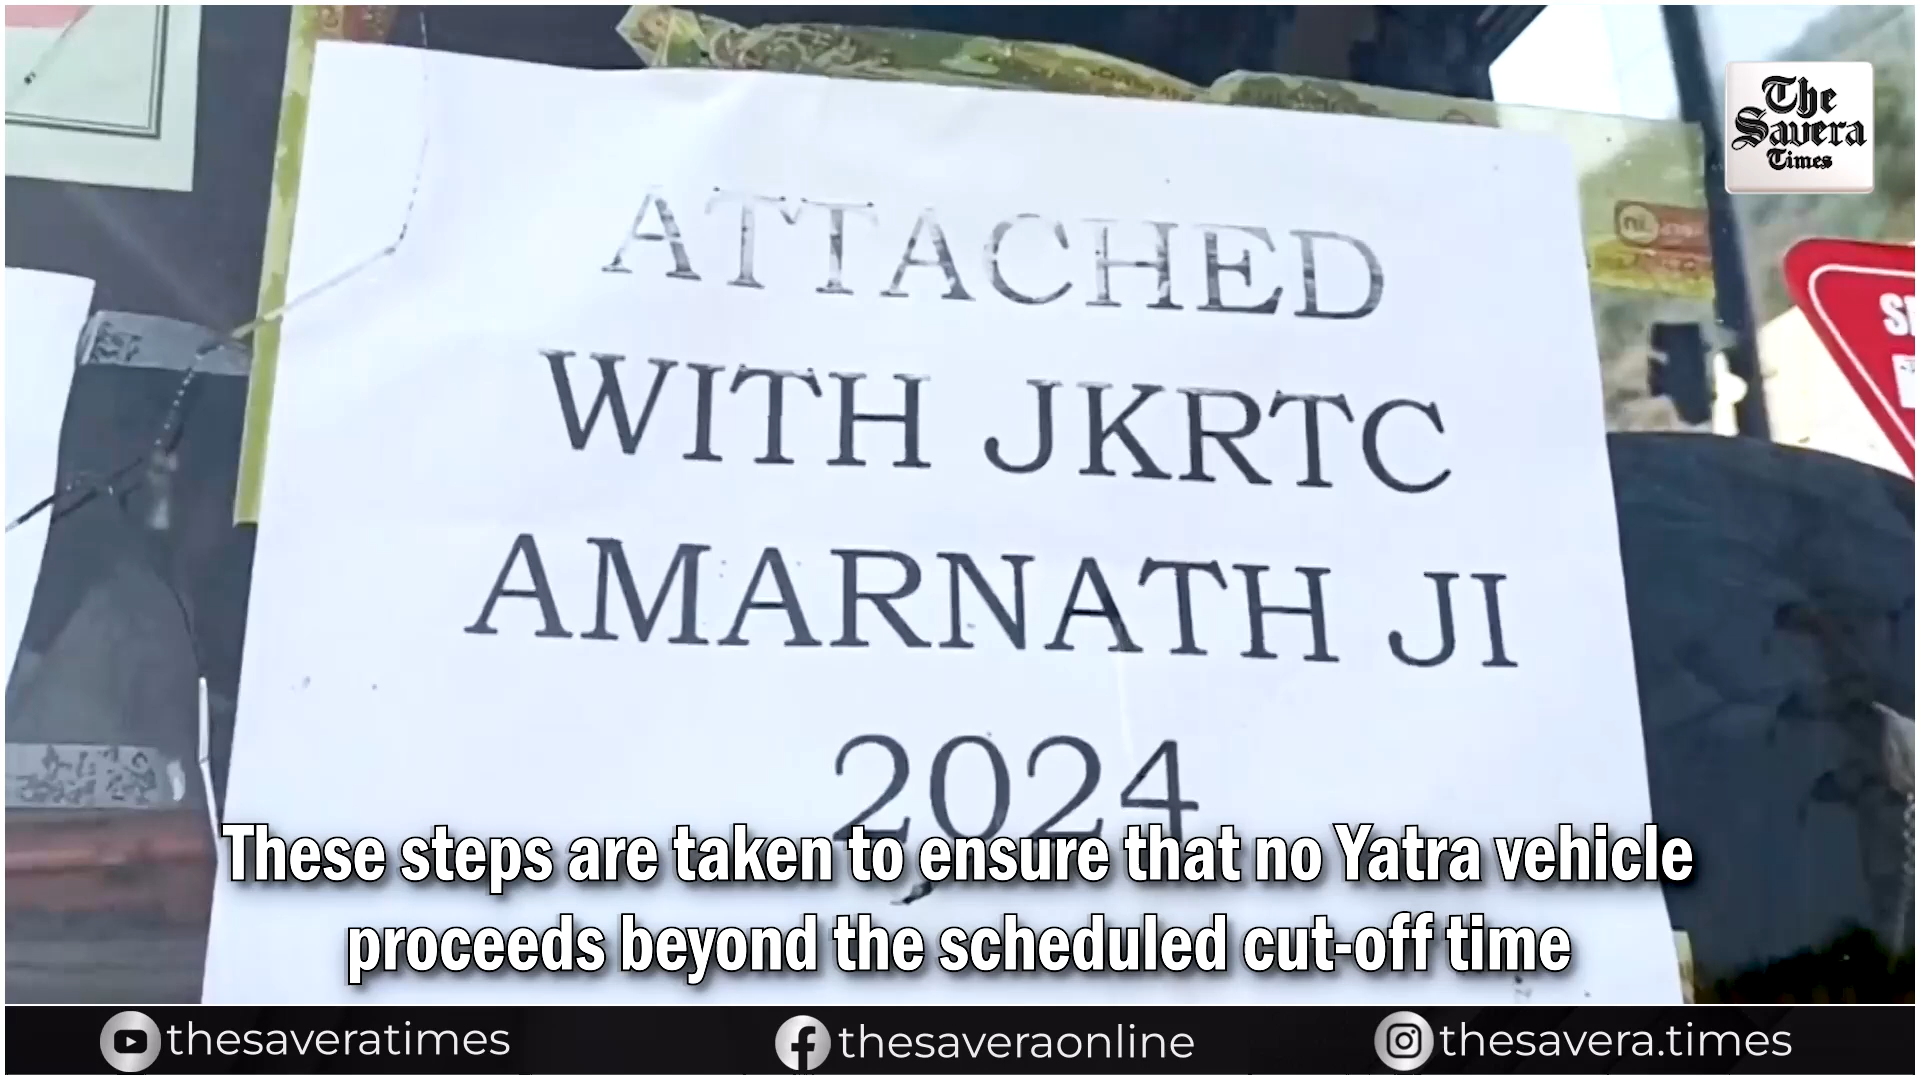 The
Savera
Times
ATTACHED
WITH JKRTC
AMARNATH JI
2024
These steps are taken to ensure that no Yatra vehicle
proceeds beyond the scheduled cut-off time
thesaveratimes
thesaveraonline
thesavera.times